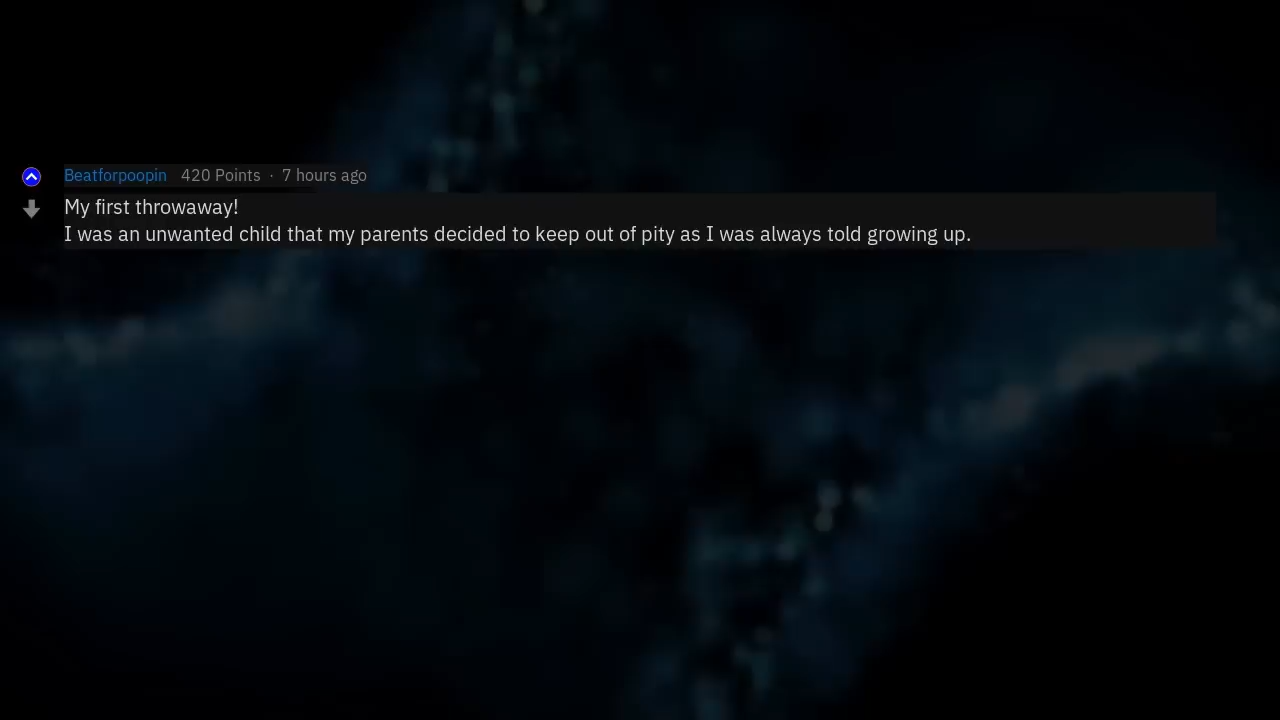 Beatforpoopin 420 Points · 7 hours ago
My first throwaway!
I was an unwanted child that my parents decided to keep out of pity as I was always told growing up.